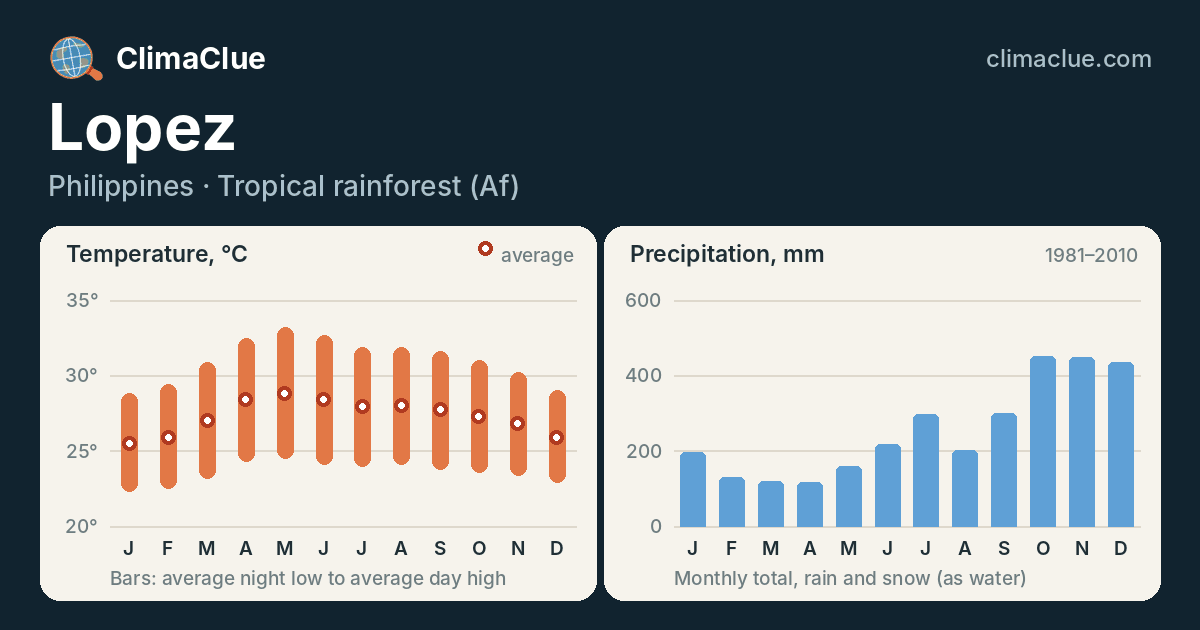 ClimaClue
climaclue.com
Lopez
Philippines · Tropical rainforest (Af)
Temperature, °C
average
35°
30°
25°
20°
J F M A M J J A S O N D
Bars: average night low to average day high
Precipitation, mm
1981–2010
600
400
200
0
J F M A M J J A S O N D
Monthly total, rain and snow (as water)